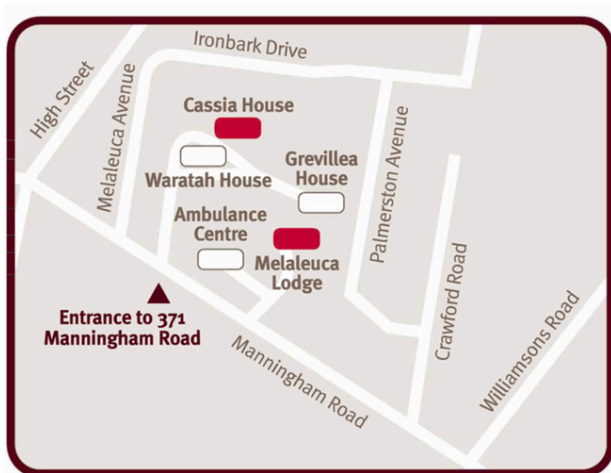 Ironbark Drive
High Street
Melaleuca Avenue
Cassia House
Waratah House
Grevillea
House
Palmerston Avenue
Ambulance
Centre
Melaleuca
Lodge
Crawford Road
Williamsons Road
Entrance to 371
Manningham Road
Manningham Road